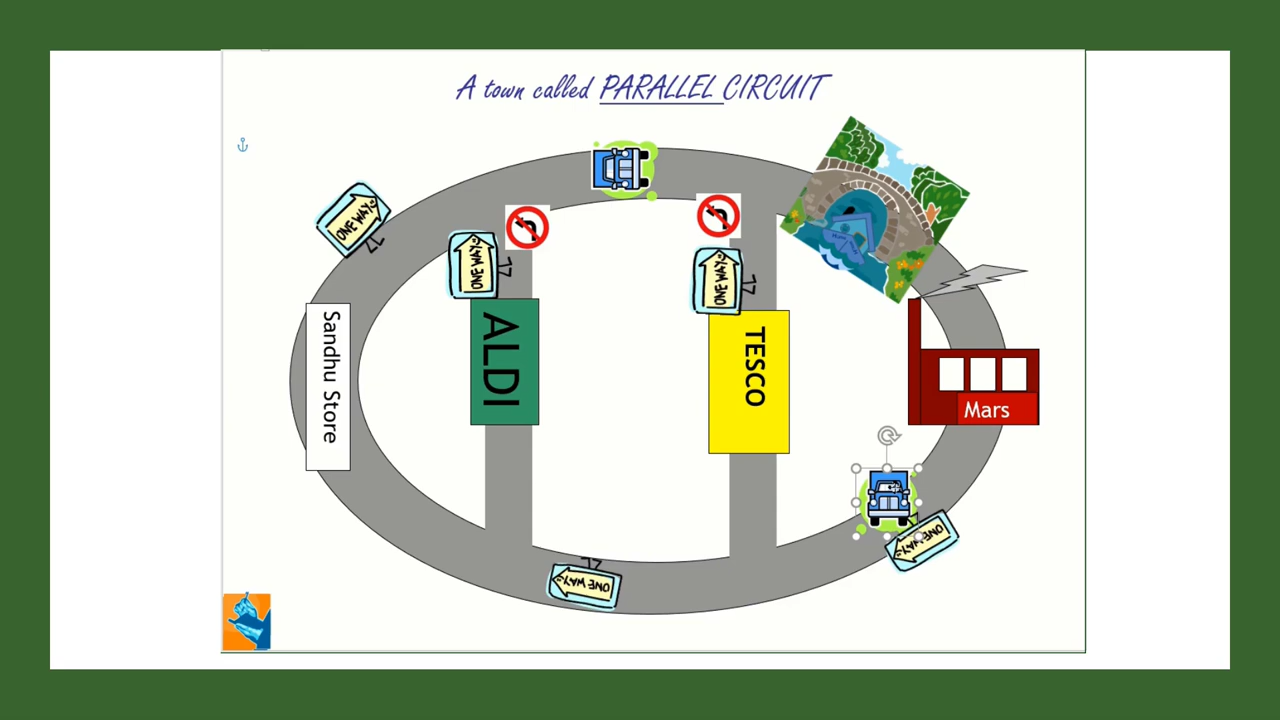 A town called PARALLEL CIRCUIT
ONE WAY
ONE WAY
ONE WAY
Sandhu Store
ALDI
TESCO
Mars
ONE WAY
ONE WAY